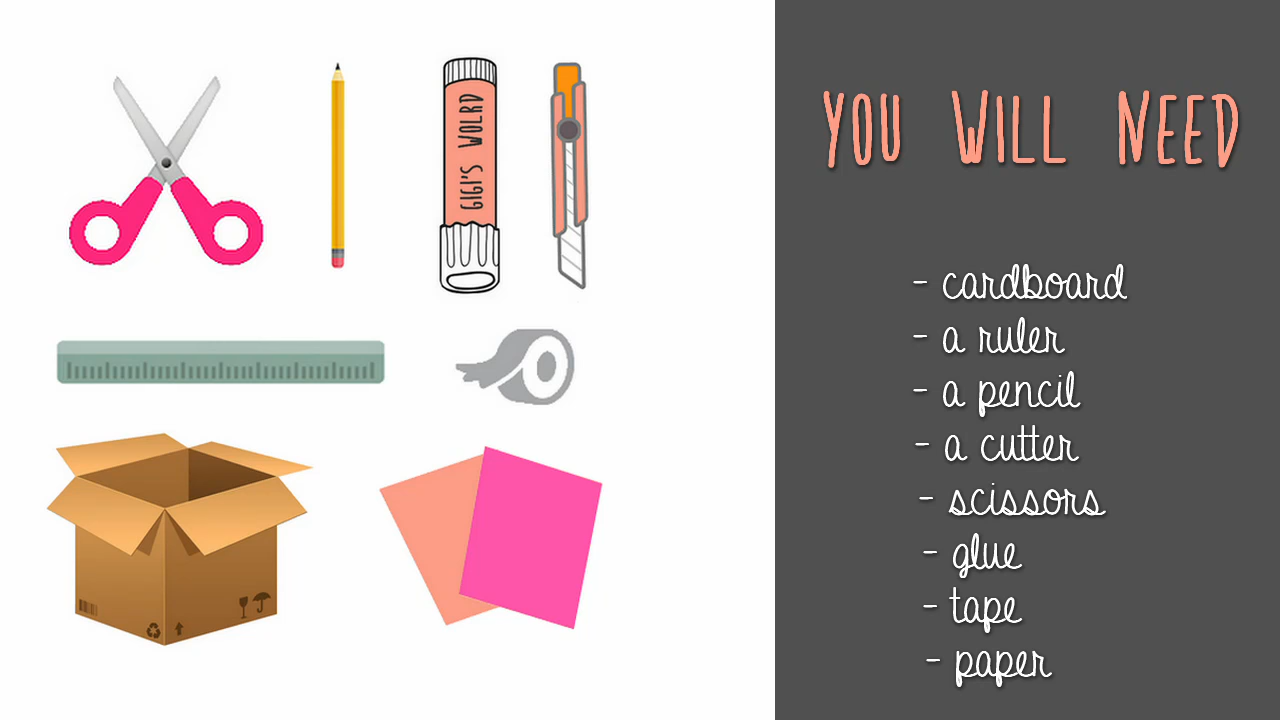 GIGI'S WOLRD
YOU WILL NEED
- cardboard
- a ruler
- a pencil
- a cutter
- scissors
- glue
- tape
- paper